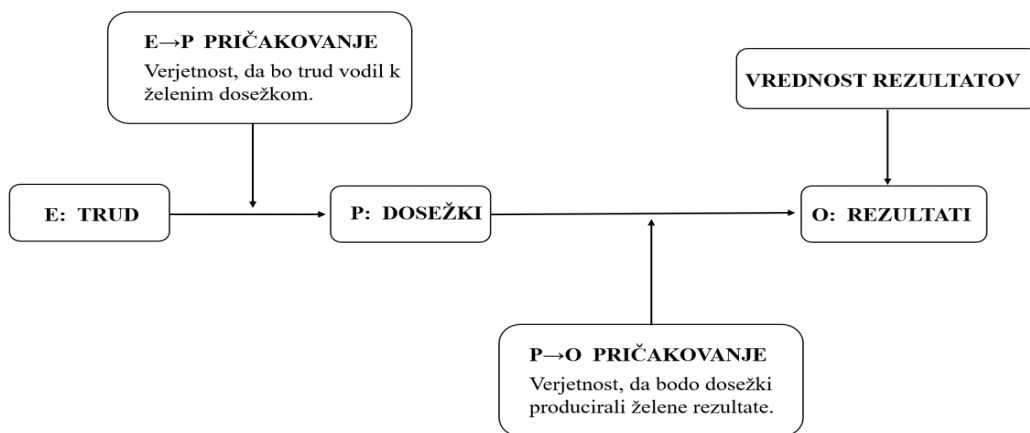 E→P PRIČAKOVANJE
Verjetnost, da bo trud vodil k
želenim dosežkom.
VREDNOST REZULTATOV
E: TRUD
P: DOSEŽKI
O: REZULTATI
P→O PRIČAKOVANJE
Verjetnost, da bodo dosežki
producirali želene rezultate.